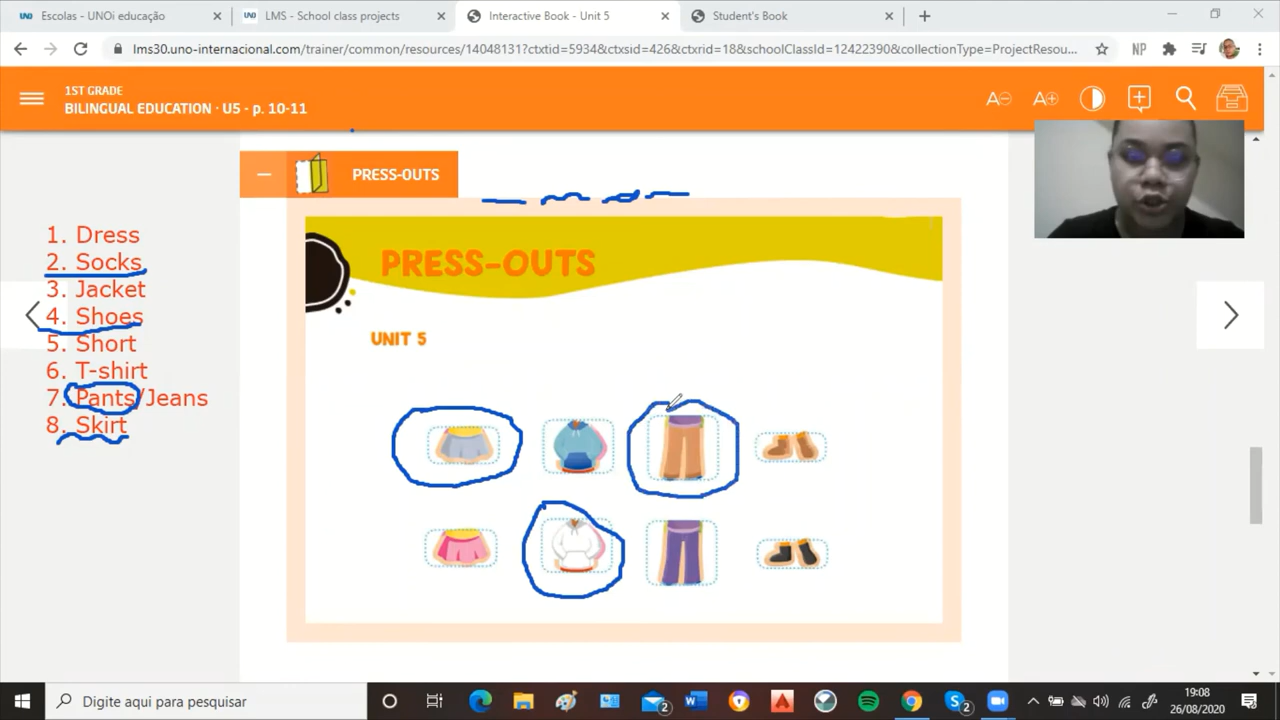 Escolas - UNOi educação
LMS - School class projects
Interactive Book - Unit 5
Student's Book
lms30.uno-internacional.com/trainer/common/resources/14048131?ctxtid=5934&ctxsid=426&ctxrid=18&schoolClassId=12422390&collectionType=ProjectResou...
NP
1ST GRADE
BILINGUAL EDUCATION · U5 - p. 10-11
A
A
PRESS-OUTS
1. Dress
2. Socks
3. Jacket
4. Shoes
5. Short
6. T-shirt
7. Pants/Jeans
8. Skirt
PRESS-OUTS
UNIT 5
Digite aqui para pesquisar
2
2
19:08
26/08/2020